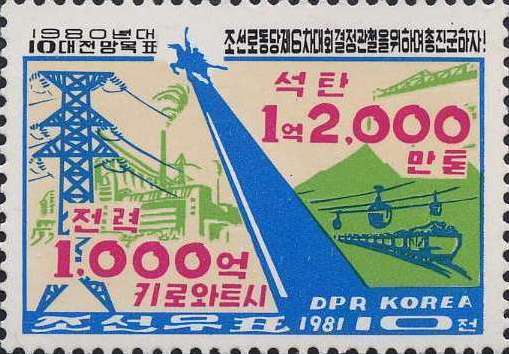 1980년대
10대전망목표
조선로동당제6차대회결정관철을위하여총진군하자!
석탄
1억2,000
만톤
전력
1,000억
키로와트시
DPR KOREA
조선우표 1981 10전